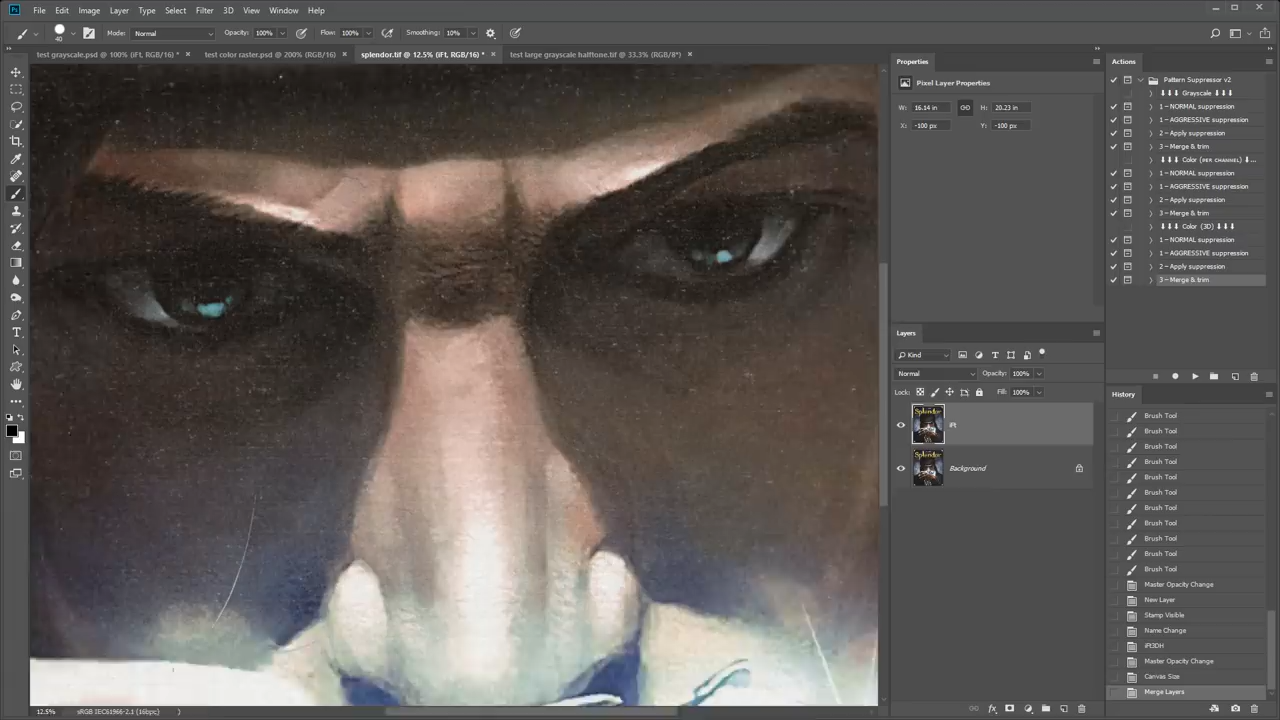 Ps File Edit Image Layer Type Select Filter 3D View Window Help
40 Mode: Normal Opacity: 100% Flow: 100% Smoothing: 10%
test grayscale.psd @ 100% (iFt, RGB/16) * × test color raster.psd @ 200% (RGB/16) × splendor.tif @ 12.5% (iFt, RGB/16) * × test large grayscale halftone.tif @ 33.3% (RGB/8*) ×
Properties
Pixel Layer Properties
W: 16.14 in H: 20.23 in
X: -100 px Y: -100 px
Layers
Kind
Normal Opacity: 100%
Lock: Fill: 100%
Splendor
iFt
Splendor
Background
Actions
Pattern Suppressor v2
⇓⇓⇓ Grayscale ⇓⇓⇓
1 – NORMAL suppression
1 – AGGRESSIVE suppression
2 – Apply suppression
3 – Merge & trim
⇓⇓⇓ Color (PER CHANNEL) ⇓...
1 – NORMAL suppression
1 – AGGRESSIVE suppression
2 – Apply suppression
3 – Merge & trim
⇓⇓⇓ Color (3D) ⇓⇓⇓
1 – NORMAL suppression
1 – AGGRESSIVE suppression
2 – Apply suppression
3 – Merge & trim
History
Brush Tool
Brush Tool
Brush Tool
Brush Tool
Brush Tool
Brush Tool
Brush Tool
Brush Tool
Brush Tool
Brush Tool
Brush Tool
Master Opacity Change
New Layer
Stamp Visible
Name Change
iFt3DH
Master Opacity Change
Canvas Size
Merge Layers
12.5% sRGB IEC61966-2.1 (16bpc)